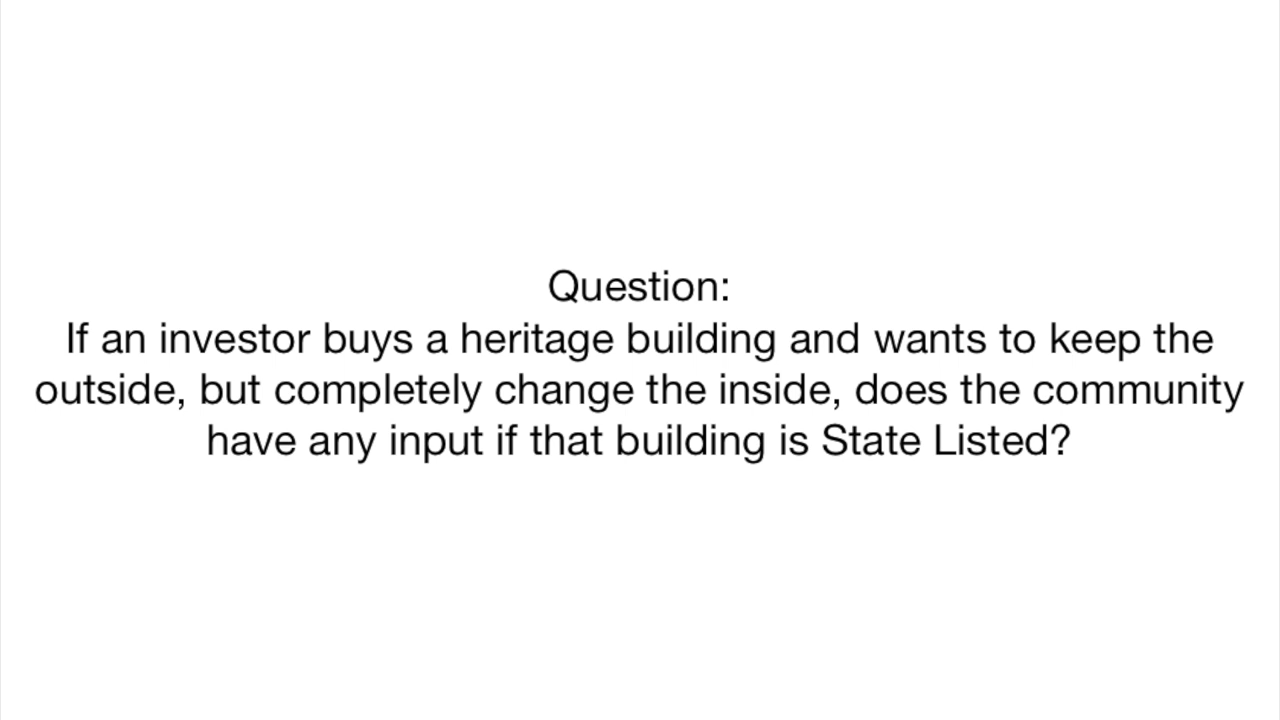 Question:
If an investor buys a heritage building and wants to keep the
outside, but completely change the inside, does the community
have any input if that building is State Listed?